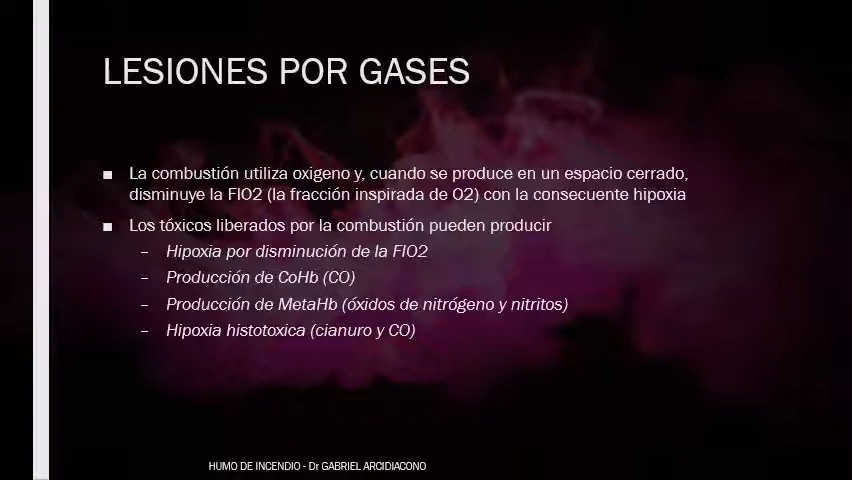 LESIONES POR GASES
■ La combustión utiliza oxigeno y, cuando se produce en un espacio cerrado,
disminuye la FIO2 (la fracción inspirada de O2) con la consecuente hipoxia
■ Los tóxicos liberados por la combustión pueden producir
– Hipoxia por disminución de la FIO2
– Producción de CoHb (CO)
– Producción de MetaHb (óxidos de nitrógeno y nitritos)
– Hipoxia histotoxica (cianuro y CO)
HUMO DE INCENDIO - Dr GABRIEL ARCIDIACONO